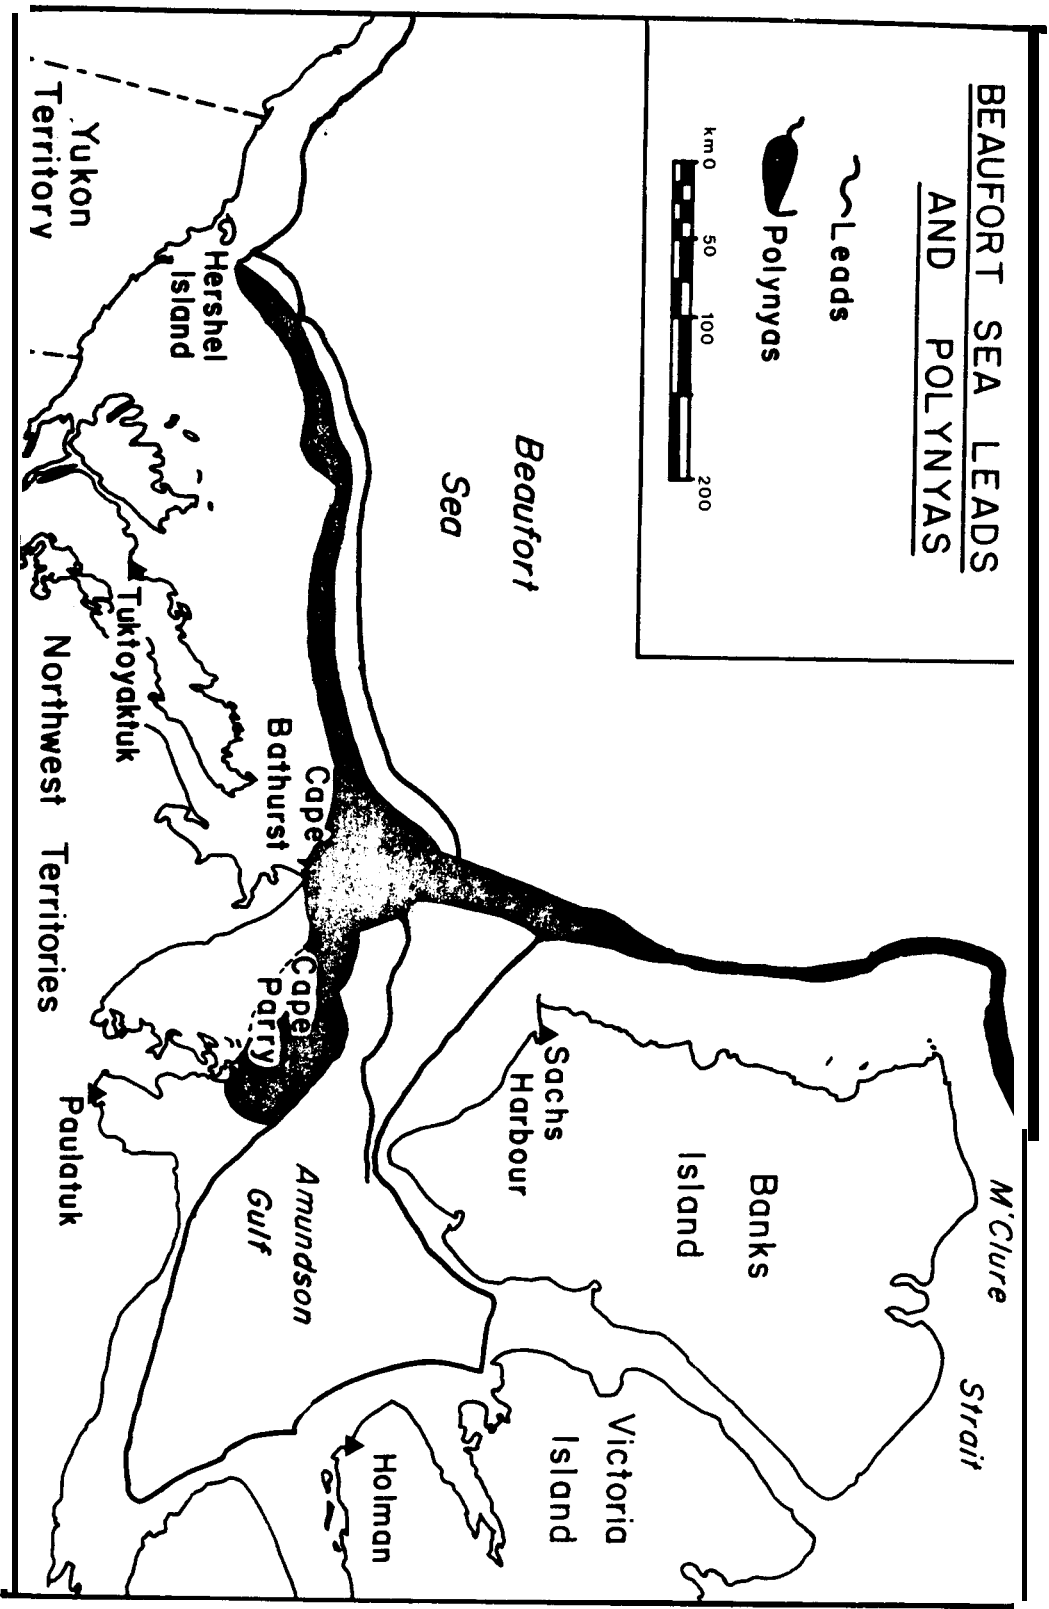 BEAUFORT SEA LEADS
AND POLYNYAS
Leads
Polynyas
km 0 50 100 200
Beaufort
Sea
M'Clure Strait
Banks
Island
Victoria
Island
Sachs
Harbour
Holman
Amundson
Gulf
Cape
Bathurst
Cape
Parry
Paulatuk
Hershel
Island
Tuktoyaktuk
Yukon
Territory
Northwest Territories